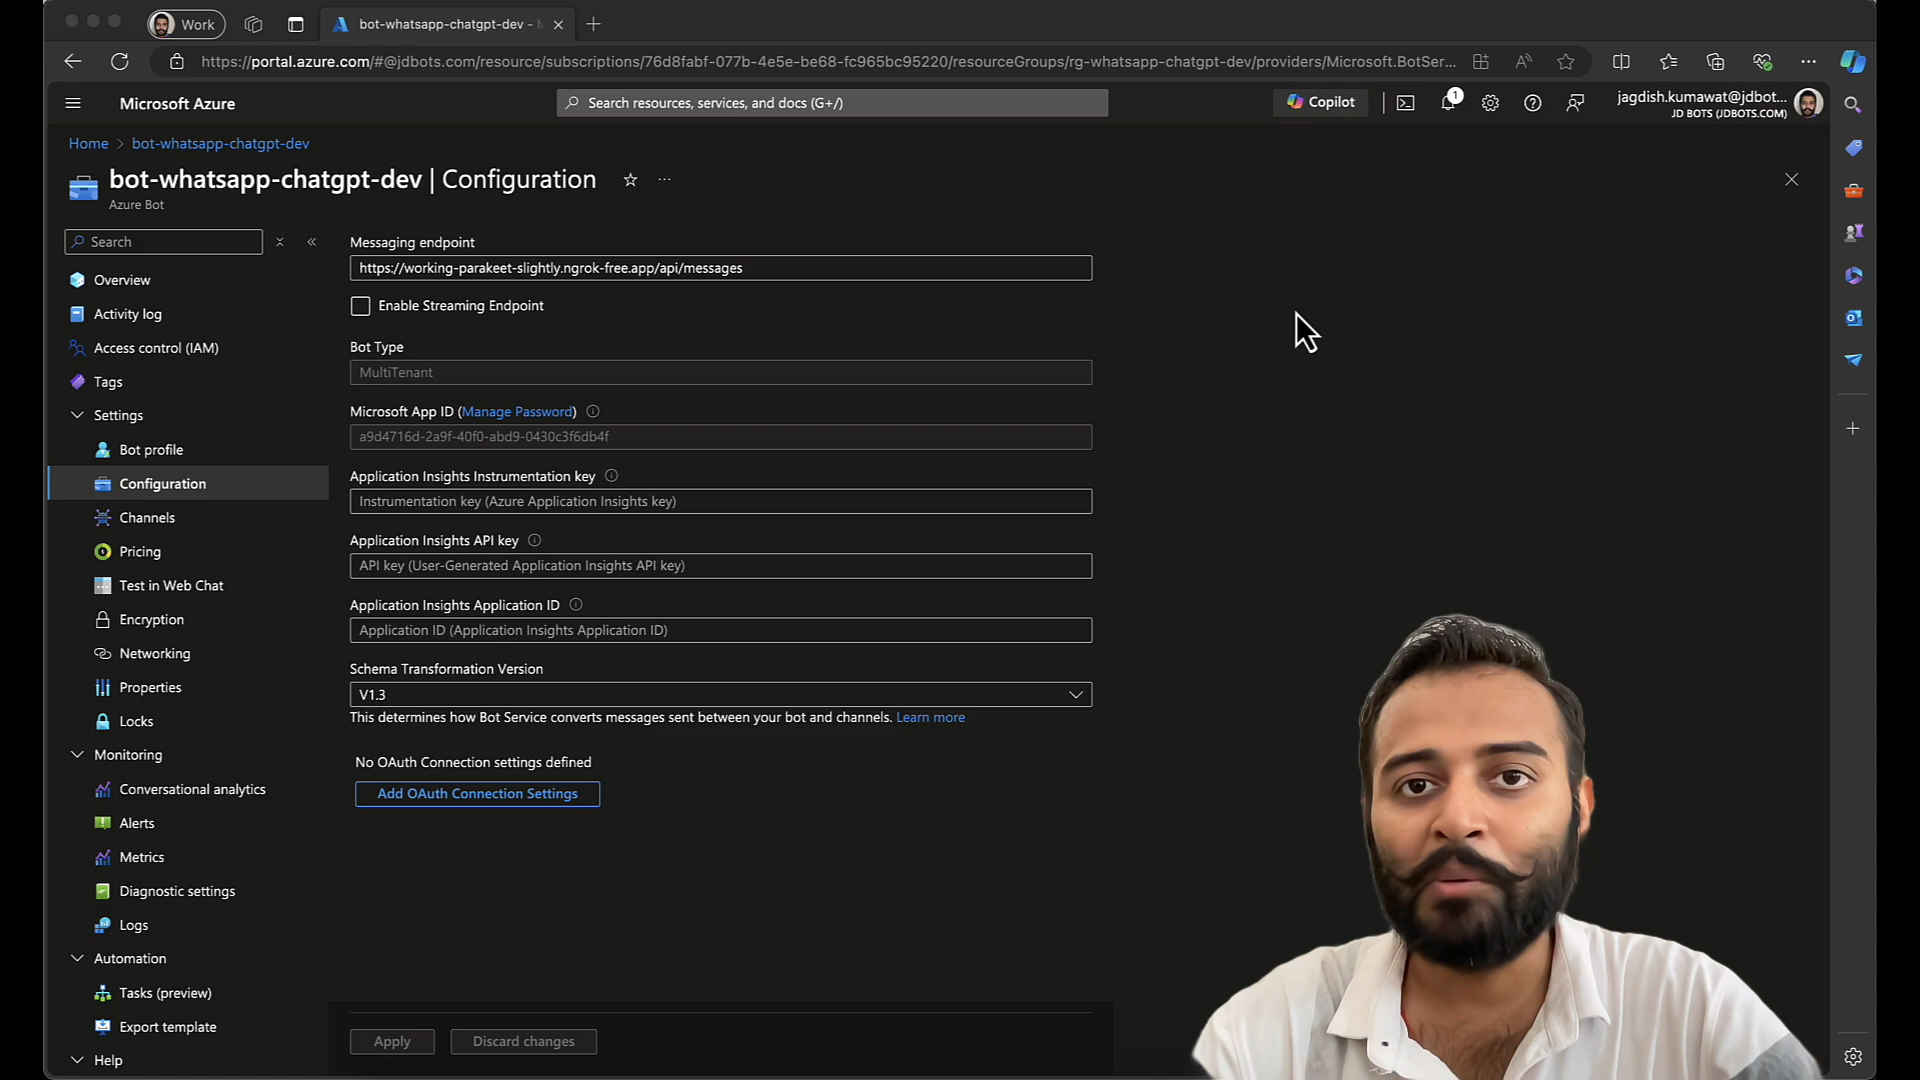 Work
bot-whatsapp-chatgpt-dev -
https://portal.azure.com/#@jdbots.com/resource/subscriptions/76d8fabf-077b-4e5e-be68-fc965bc95220/resourceGroups/rg-whatsapp-chatgpt-dev/providers/Microsoft.BotSer...
Microsoft Azure
Search resources, services, and docs (G+/)
Copilot
1
jagdish.kumawat@jdbot...
JD BOTS (JDBOTS.COM)
Home > bot-whatsapp-chatgpt-dev
bot-whatsapp-chatgpt-dev | Configuration
Azure Bot
Search
Overview
Activity log
Access control (IAM)
Tags
Settings
Bot profile
Configuration
Channels
Pricing
Test in Web Chat
Encryption
Networking
Properties
Locks
Monitoring
Conversational analytics
Alerts
Metrics
Diagnostic settings
Logs
Automation
Tasks (preview)
Export template
Help
Messaging endpoint
https://working-parakeet-slightly.ngrok-free.app/api/messages
Enable Streaming Endpoint
Bot Type
MultiTenant
Microsoft App ID (Manage Password)
a9d4716d-2a9f-40f0-abd9-0430c3f6db4f
Application Insights Instrumentation key
Instrumentation key (Azure Application Insights key)
Application Insights API key
API key (User-Generated Application Insights API key)
Application Insights Application ID
Application ID (Application Insights Application ID)
Schema Transformation Version
V1.3
This determines how Bot Service converts messages sent between your bot and channels. Learn more
No OAuth Connection settings defined
Add OAuth Connection Settings
Apply
Discard changes